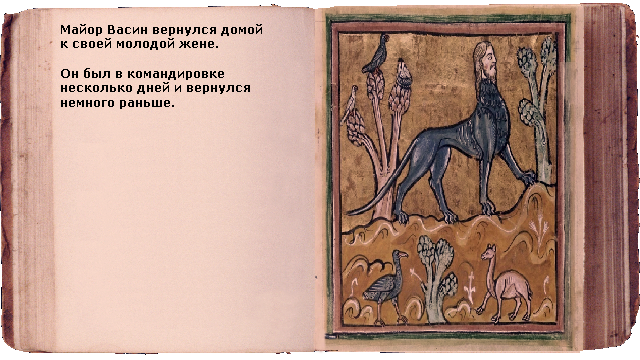 Майор Васин вернулся домой
к своей молодой жене.
Он был в командировке
несколько дней и вернулся
немного раньше.